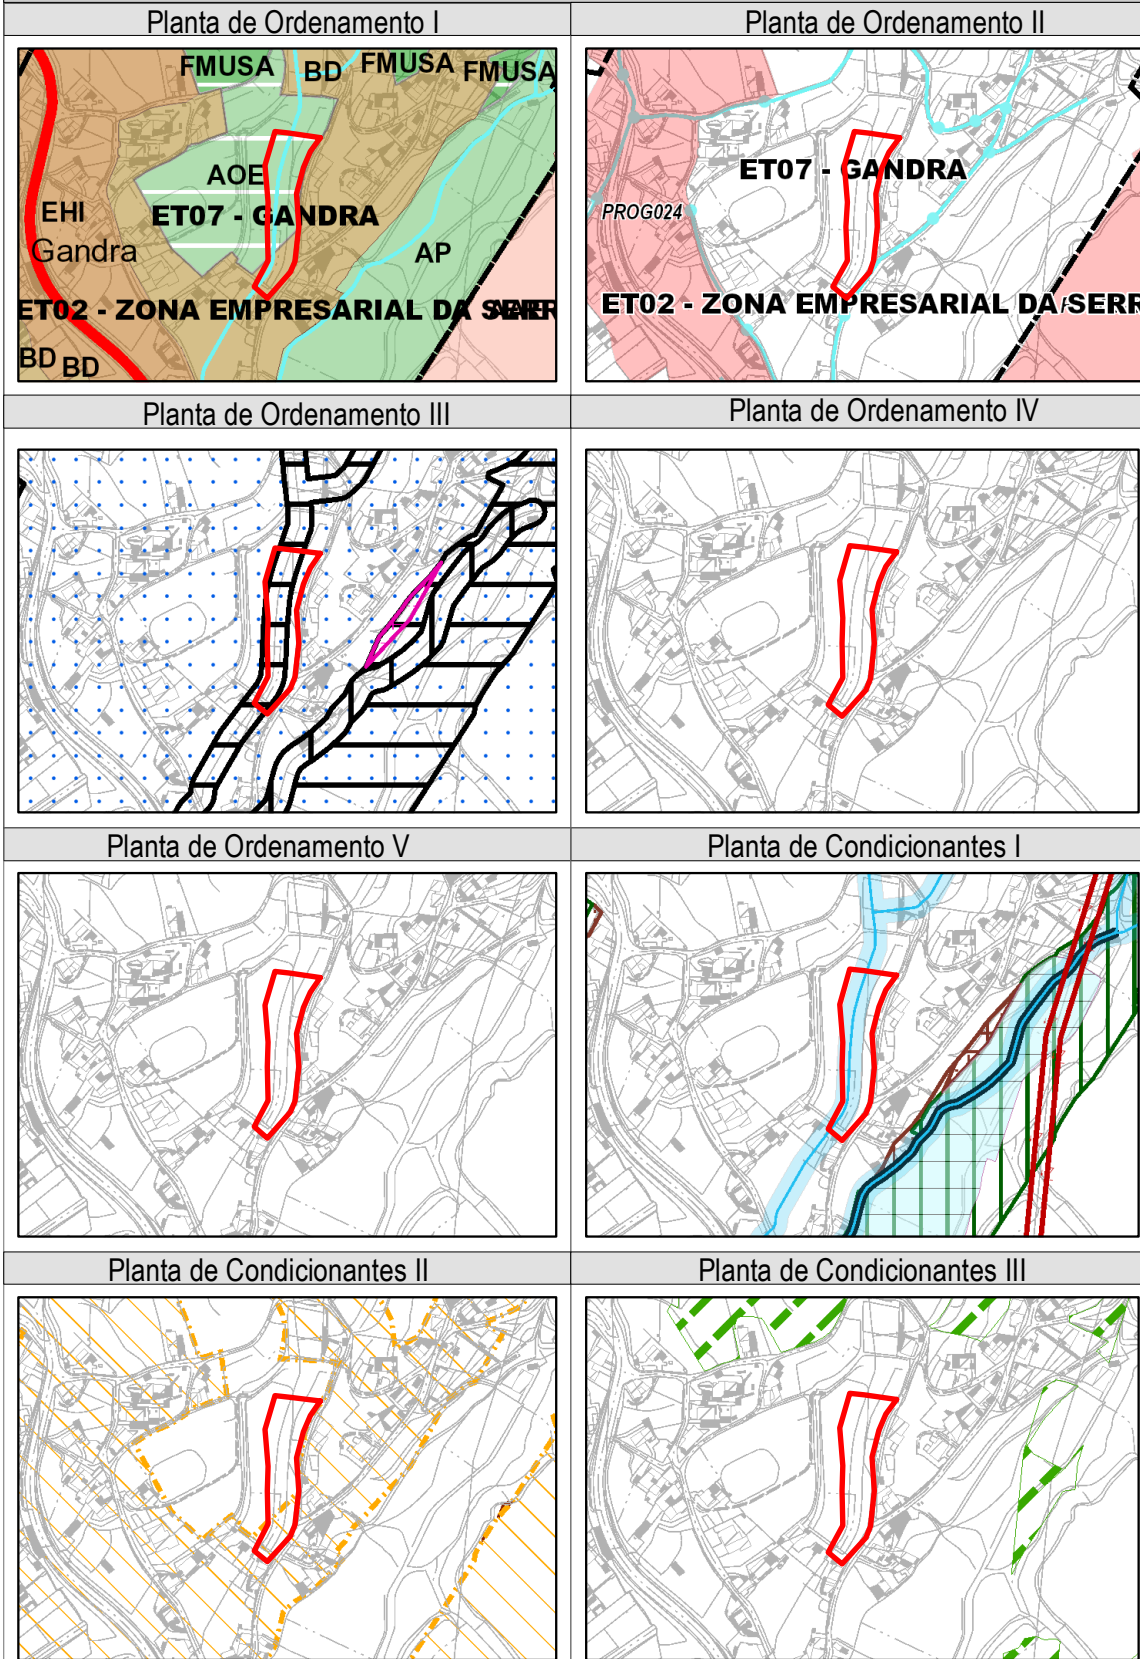 Planta de Ordenamento I
Planta de Ordenamento II
FMUSA
BD
FMUSA
FMUSA
AOE
ET07 - GANDRA
EHI
Gandra
AP
ET02 - ZONA EMPRESARIAL DA SERR
BD
BD
ET07 - GANDRA
PROG024
ET02 - ZONA EMPRESARIAL DA SERR
Planta de Ordenamento III
Planta de Ordenamento IV
Planta de Ordenamento V
Planta de Condicionantes I
Planta de Condicionantes II
Planta de Condicionantes III